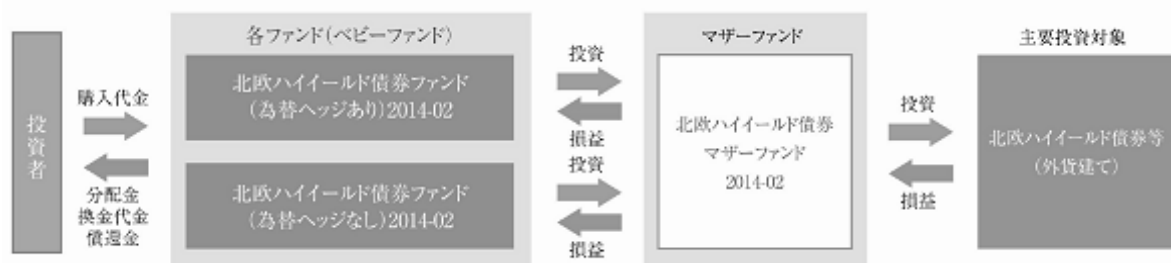 投資者
購入代金
分配金
換金代金
償還金
各ファンド(ベビーファンド)
北欧ハイイールド債券ファンド
(為替ヘッジあり)2014-02
北欧ハイイールド債券ファンド
(為替ヘッジなし)2014-02
投資
損益
投資
損益
マザーファンド
北欧ハイイールド債券
マザーファンド
2014-02
投資
損益
主要投資対象
北欧ハイイールド債券等
(外貨建て)